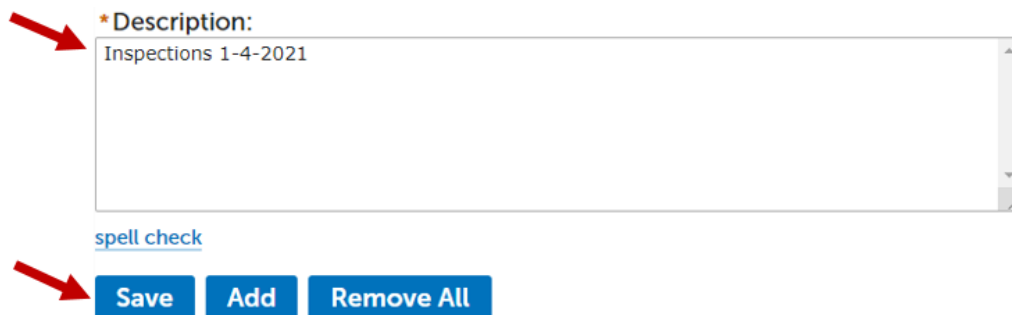 *Description:
Inspections 1-4-2021
spell check
Save Add Remove All